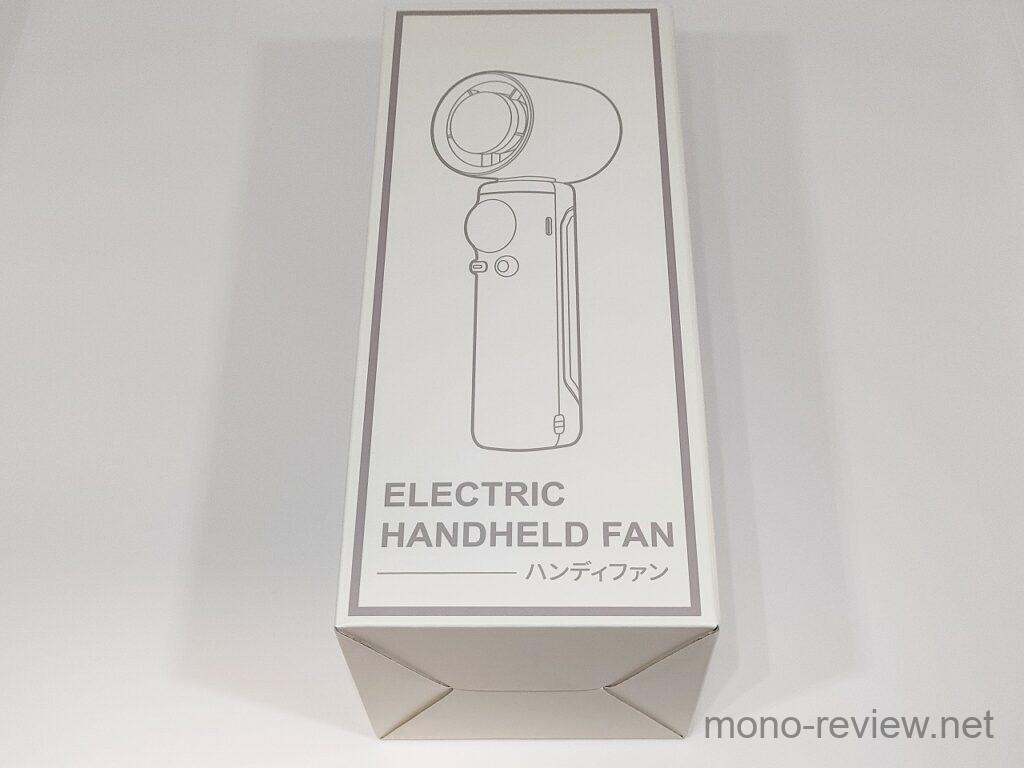 ELECTRIC
HANDHELD FAN
ハンディファン
mono-review.net